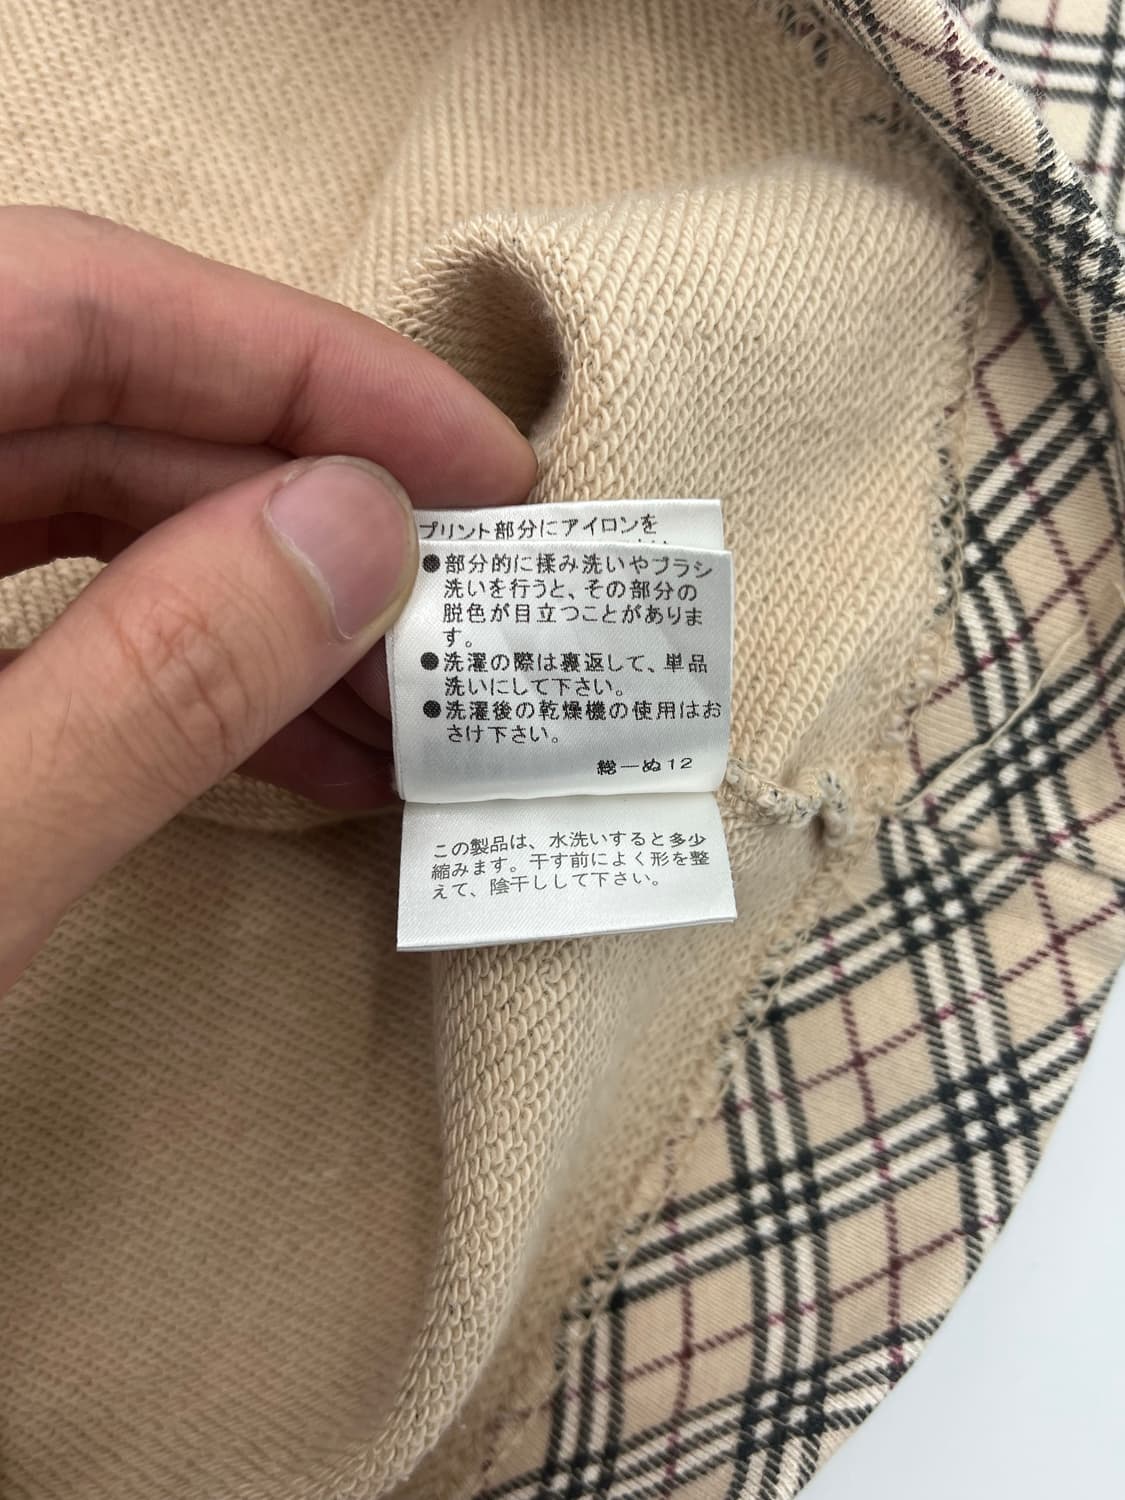 プリント部分にアイロンを
●部分的に揉み洗いやブラシ
洗いを行うと、その部分の
脱色が目立つことがありま
す。
●洗濯の際は裏返して、単品
洗いにして下さい。
●洗濯後の乾燥機の使用はお
さけ下さい。
総一ぬ12
この製品は、水洗いすると多少
縮みます。干す前によく形を整
えて、陰干しして下さい。